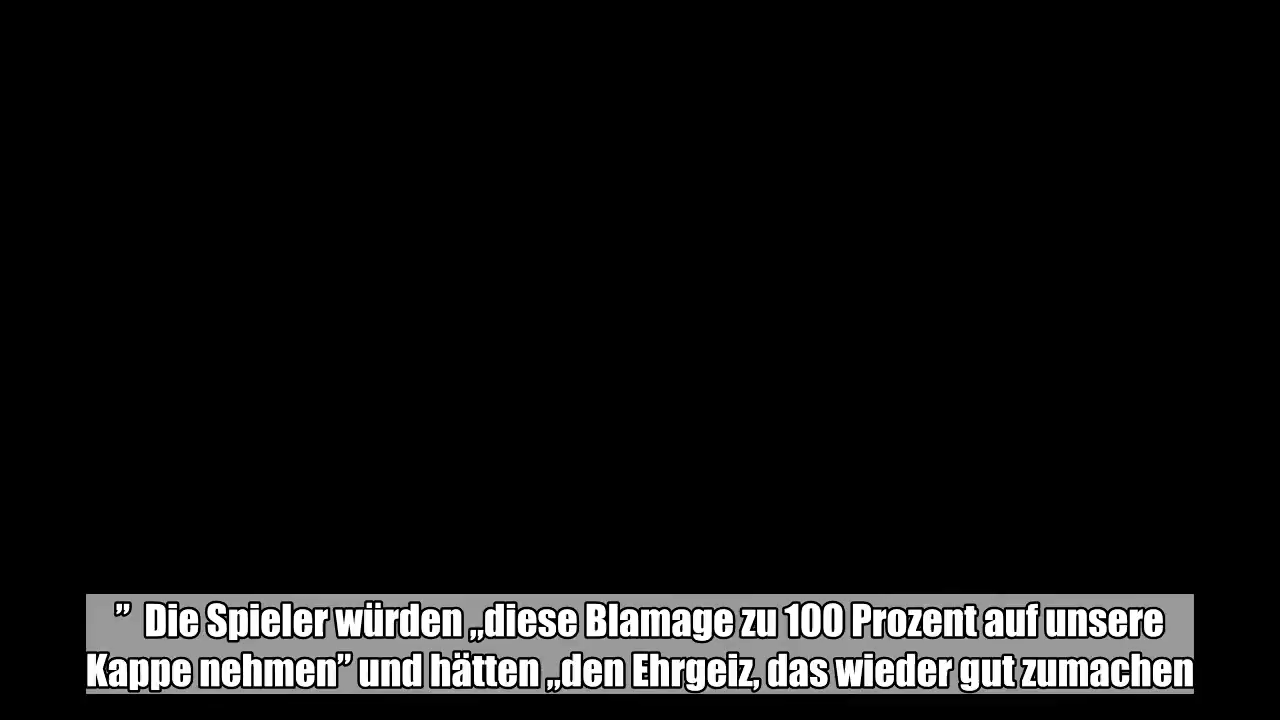 ” Die Spieler würden „diese Blamage zu 100 Prozent auf unsere
Kappe nehmen” und hätten „den Ehrgeiz, das wieder gut zumachen